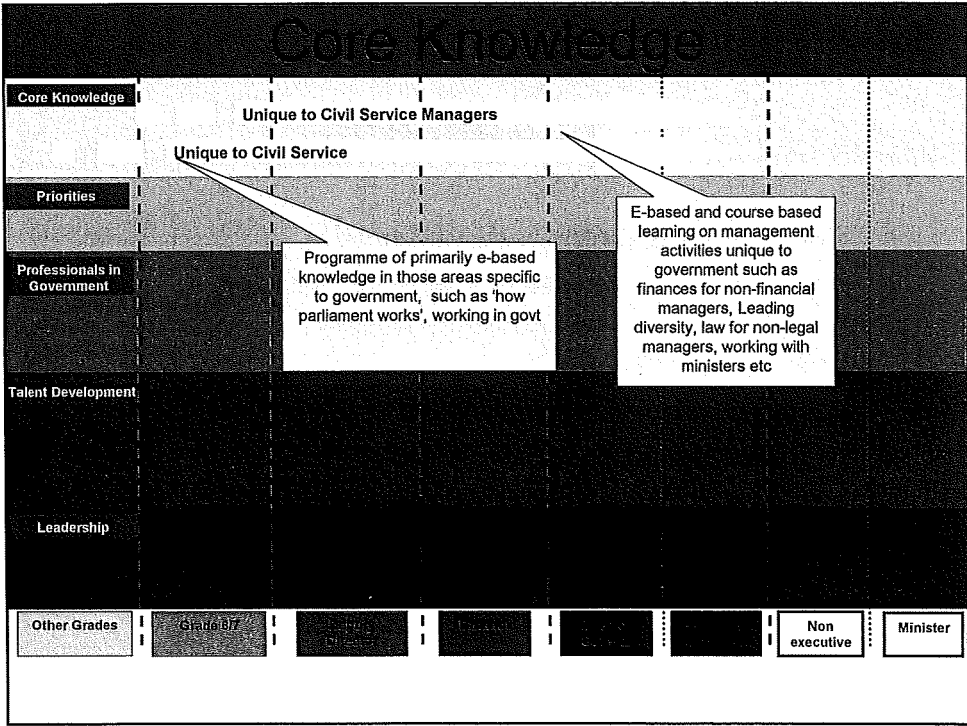 Core Knowledge
Core Knowledge
Unique to Civil Service Managers
Unique to Civil Service
Priorities
E-based and course based
learning on management
activities unique to
government such as
finances for non-financial
managers, Leading
diversity, law for non-legal
managers, working with
ministers etc
Programme of primarily e-based
knowledge in those areas specific
to government, such as 'how
parliament works', working in govt
Professionals in
Government
Talent Development
Leadership
Other Grades
Grade 6/7
Non
executive
Minister